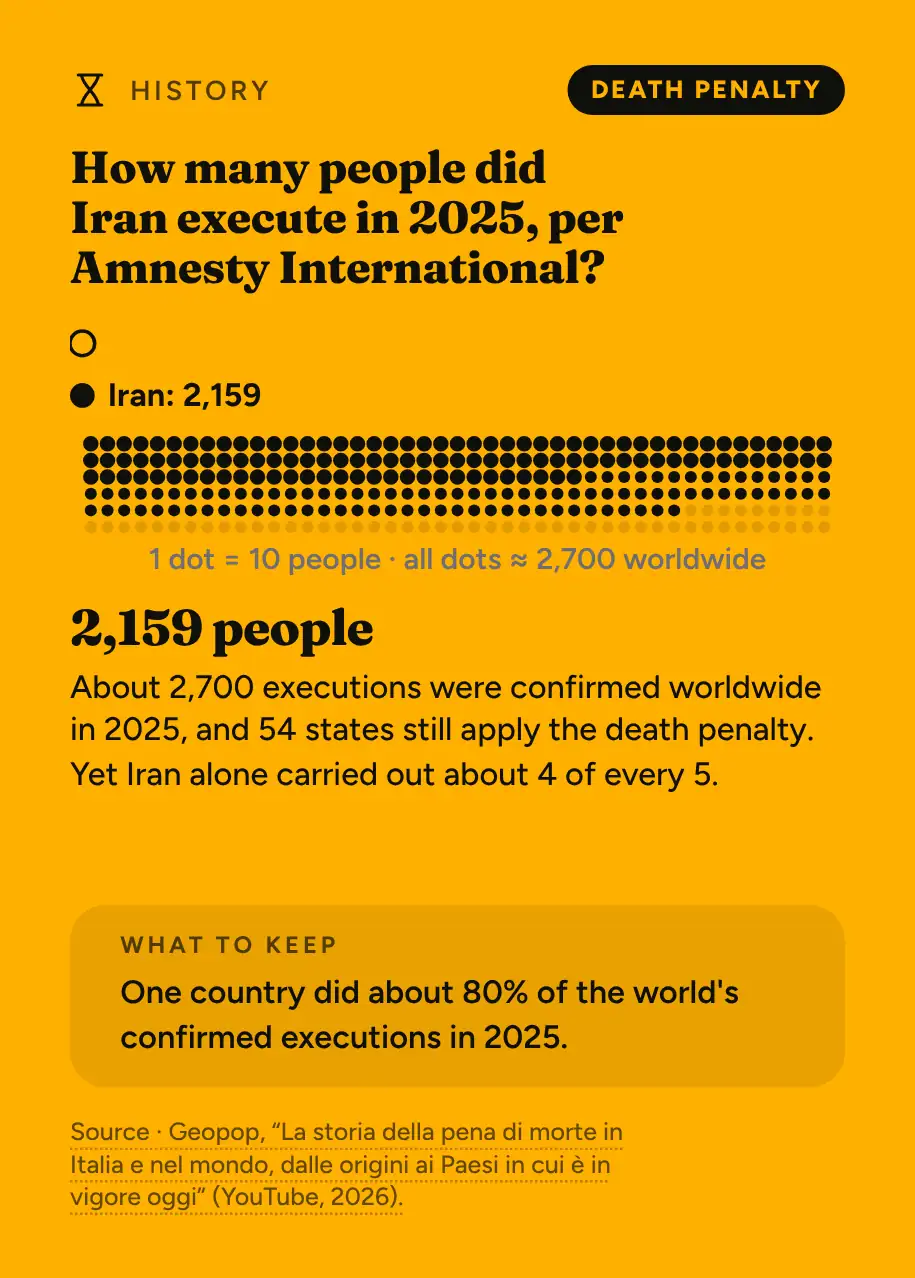 HISTORY
DEATH PENALTY
How many people did
Iran execute in 2025, per
Amnesty International?
Iran: 2,159
1 dot = 10 people · all dots ≈ 2,700 worldwide
2,159 people
About 2,700 executions were confirmed worldwide
in 2025, and 54 states still apply the death penalty.
Yet Iran alone carried out about 4 of every 5.
WHAT TO KEEP
One country did about 80% of the world's
confirmed executions in 2025.
Source · Geopop, “La storia della pena di morte in
Italia e nel mondo, dalle origini ai Paesi in cui è in
vigore oggi” (YouTube, 2026).